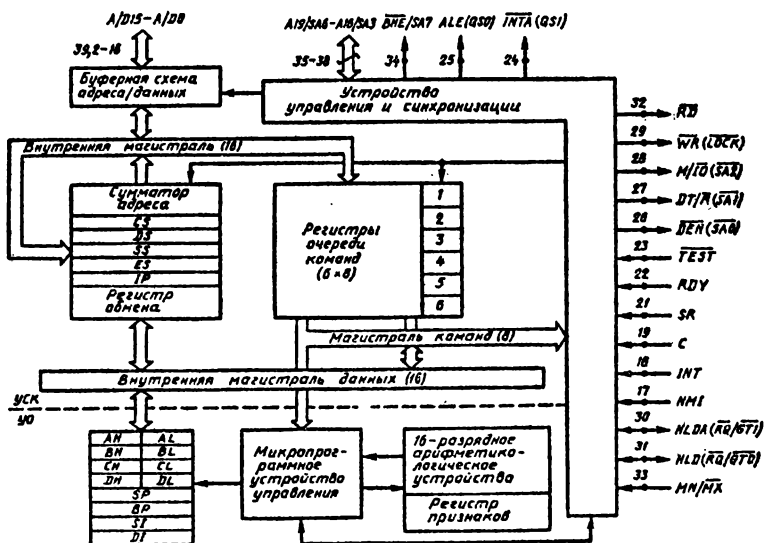 A/D15-A/D0
A19/SA6-A16/SA3 BHE/SA7 ALE(QS0) INTA(QS1)
39,2-16
35-38
34
25
24
Буферная схема
адреса/данных
Устройство
управления и синхронизации
Внутренняя магистраль (16)
Сумматор
адреса
CS
DS
SS
ES
IP
Регистр
обмена
Регистры
очереди
команд
(6×8)
1
2
3
4
5
6
Магистраль команд (8)
Внутренняя магистраль данных (16)
УСК
УО
AH AL
BH BL
CH CL
DH DL
SP
BP
SI
DI
Микропрог-
раммное
устройство
управления
16-разрядное
арифметико-
логическое
устройства
Регистр
признаков
32 RD
29 WR(LOCK)
28 M/IO(SA2)
27 DT/R(SA1)
26 DEN(SA0)
23 TEST
22 RDY
21 SR
19 C
18 INT
17 NMI
30 HLDA(RQ/GT1)
31 HLD(RQ/GT0)
33 MN/MX